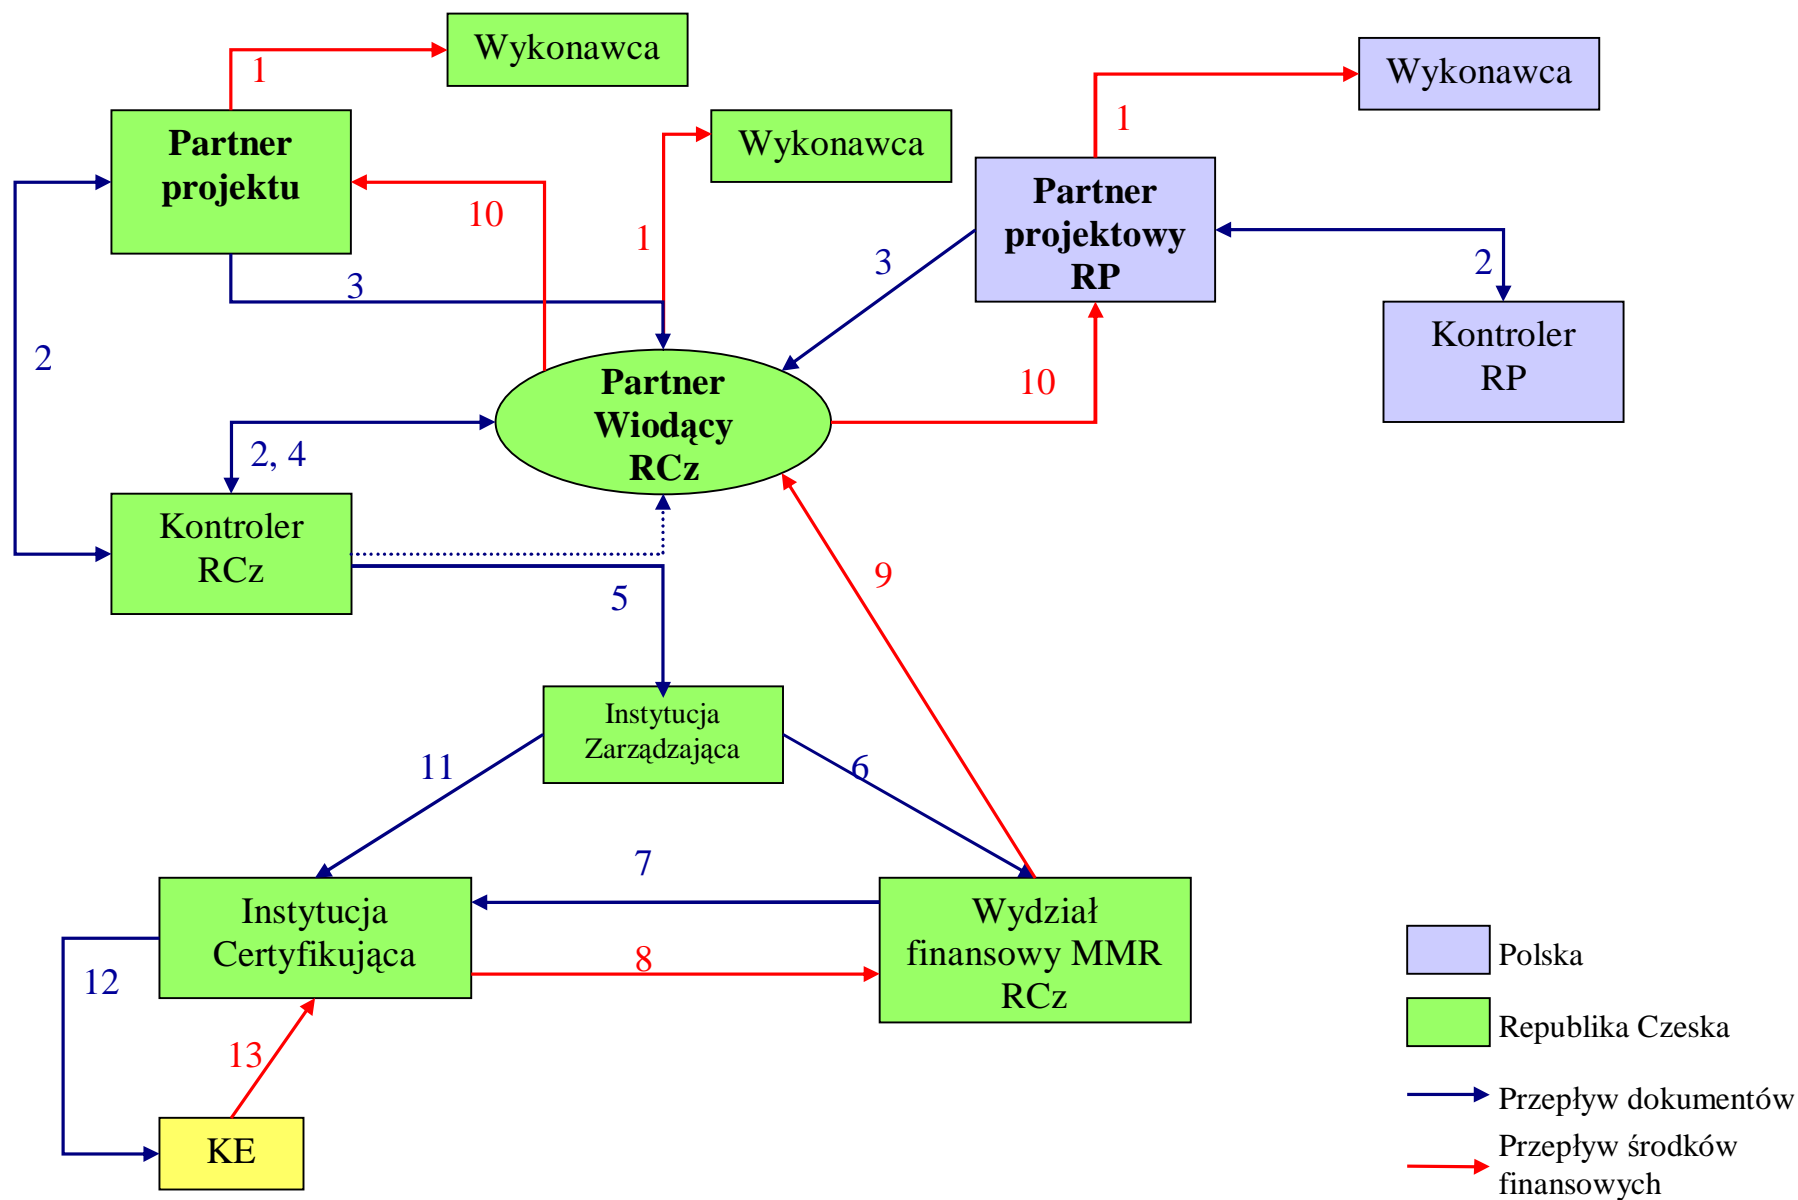 Wykonawca
1
Wykonawca
1
Partner
projektu
Wykonawca
1
Partner
projektowy
RP
10
3
3
2
Kontroler
RP
2
Partner
Wiodący
RCz
10
2, 4
Kontroler
RCz
5
9
Instytucja
Zarządzająca
11
6
7
Instytucja
Certyfikująca
8
Wydział
finansowy MMR
RCz
12
13
KE
Polska
Republika Czeska
Przepływ dokumentów
Przepływ środków
finansowych